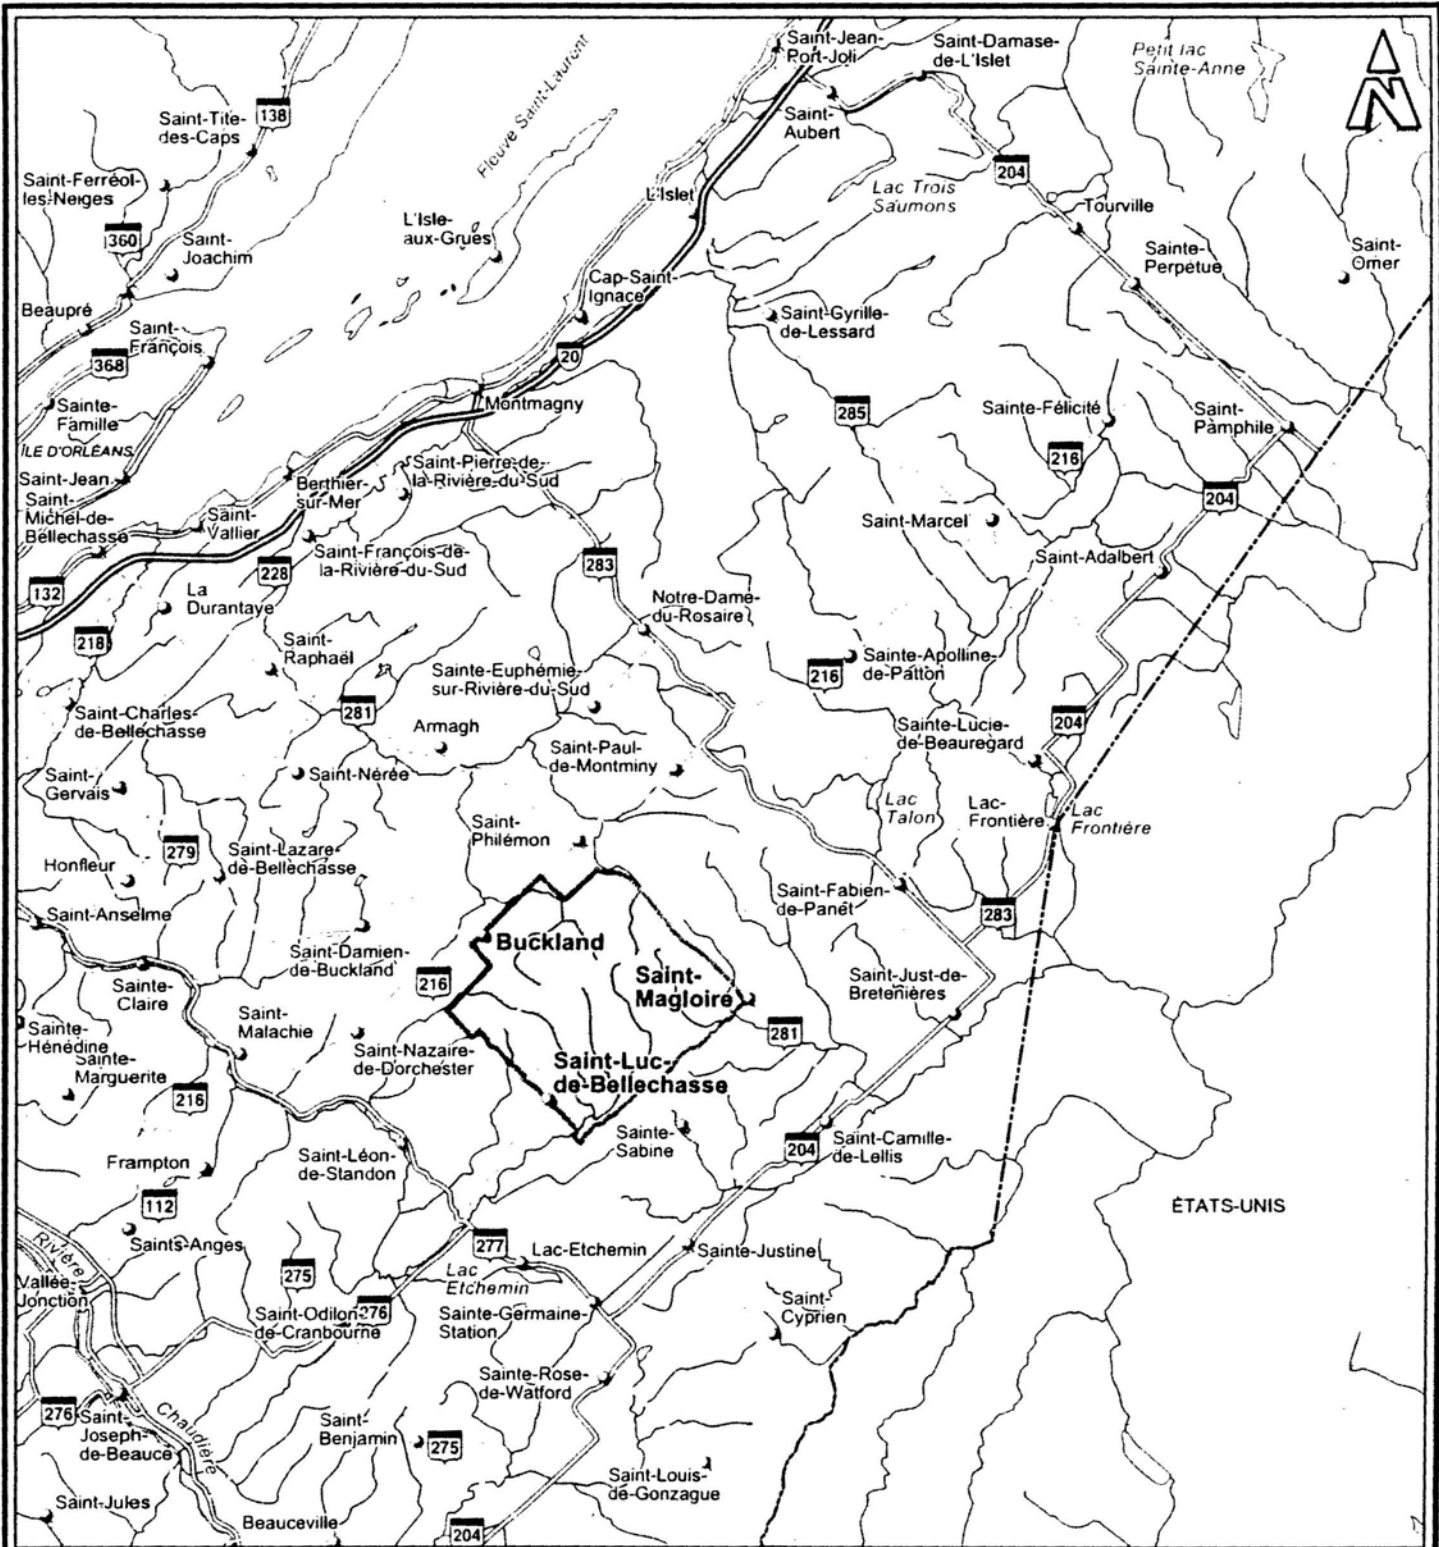 Saint-Jean-
Port-Joli
Saint-Damase-
de-L'Islet
Petit lac
Sainte-Anne
N
138
Saint-Tite-
des-Caps
Fleuve Saint-Laurent
Saint-
Aubert
204
Saint-Ferréol-
les-Neiges
L'Islet
Lac Trois
Saumons
Tourville
360
Saint-
Joachim
L'Isle-
aux-Grues
Sainte-
Perpétue
Saint-
Omer
Cap-Saint-
Ignace
Beaupré
Saint-
François
Saint-Gyrille-
de-Lessard
20
368
Sainte-
Famille
Montmagny
285
Sainte-Félicité
Saint-
Pamphile
ÎLE D'ORLÉANS
216
Saint-Jean
Saint-
Michel-de-
Bellechasse
Saint-
Vallier
Berthier-
sur-Mer
Saint-Pierre-de-
la-Rivière-du-Sud
204
Saint-Marcel
Saint-François-de-
la-Rivière-du-Sud
228
283
Saint-Adalbert
132
La
Durantaye
Notre-Dame-
du-Rosaire
218
Saint-
Raphaël
Sainte-Euphémie-
sur-Rivière-du-Sud
216
Sainte-Apolline-
de-Patton
Saint-Charles-
de-Bellechasse
281
Armagh
204
Sainte-Lucie-
de-Beauregard
Saint-Paul-
de-Montminy
Saint-
Gervais
Saint-Nérée
Lac
Talon
Lac-
Frontière
Lac
Frontière
Saint-
Philémon
279
Honfleur
Saint-Lazare-
de-Bellechasse
Saint-Fabien-
de-Panet
283
Saint-Anselme
Saint-Damien-
de-Buckland
Buckland
216
Saint-
Magloire
Saint-Just-de-
Bretenières
Sainte-
Claire
Saint-
Malachie
281
Sainte-
Hénédine
Saint-Nazaire-
de-Dorchester
Saint-Luc-
de-Bellechasse
Sainte-
Marguerite
216
Sainte-
Sabine
204
Saint-Camille-
de-Lellis
Frampton
Saint-Léon-
de-Standon
112
ÉTATS-UNIS
Saints-Anges
Rivière
277
Lac-Etchemin
Sainte-Justine
275
Lac
Etchemin
Vallée-
Jonction
Saint-Odilon-
de-Cranbourne
276
Sainte-Germaine-
Station
Saint-
Cyprien
Sainte-Rose-
de-Watford
276
Saint-
Joseph-
de-Beauce
Chaudière
Saint-
Benjamin
275
Saint-Louis-
de-Gonzague
Saint-Jules
Beauceville
204